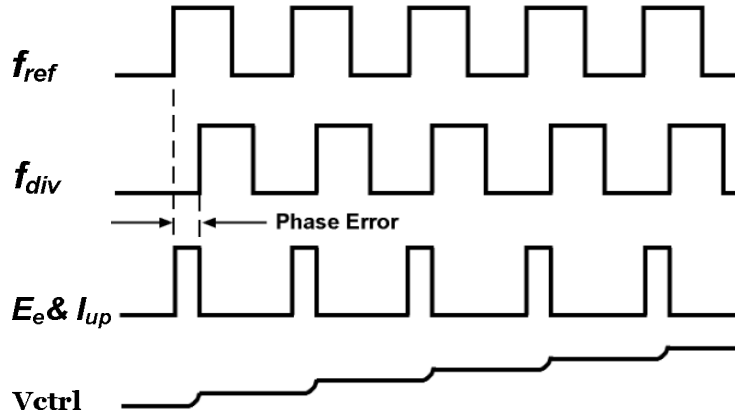 fref
fdiv
Phase Error
Ee & Iup
Vctrl